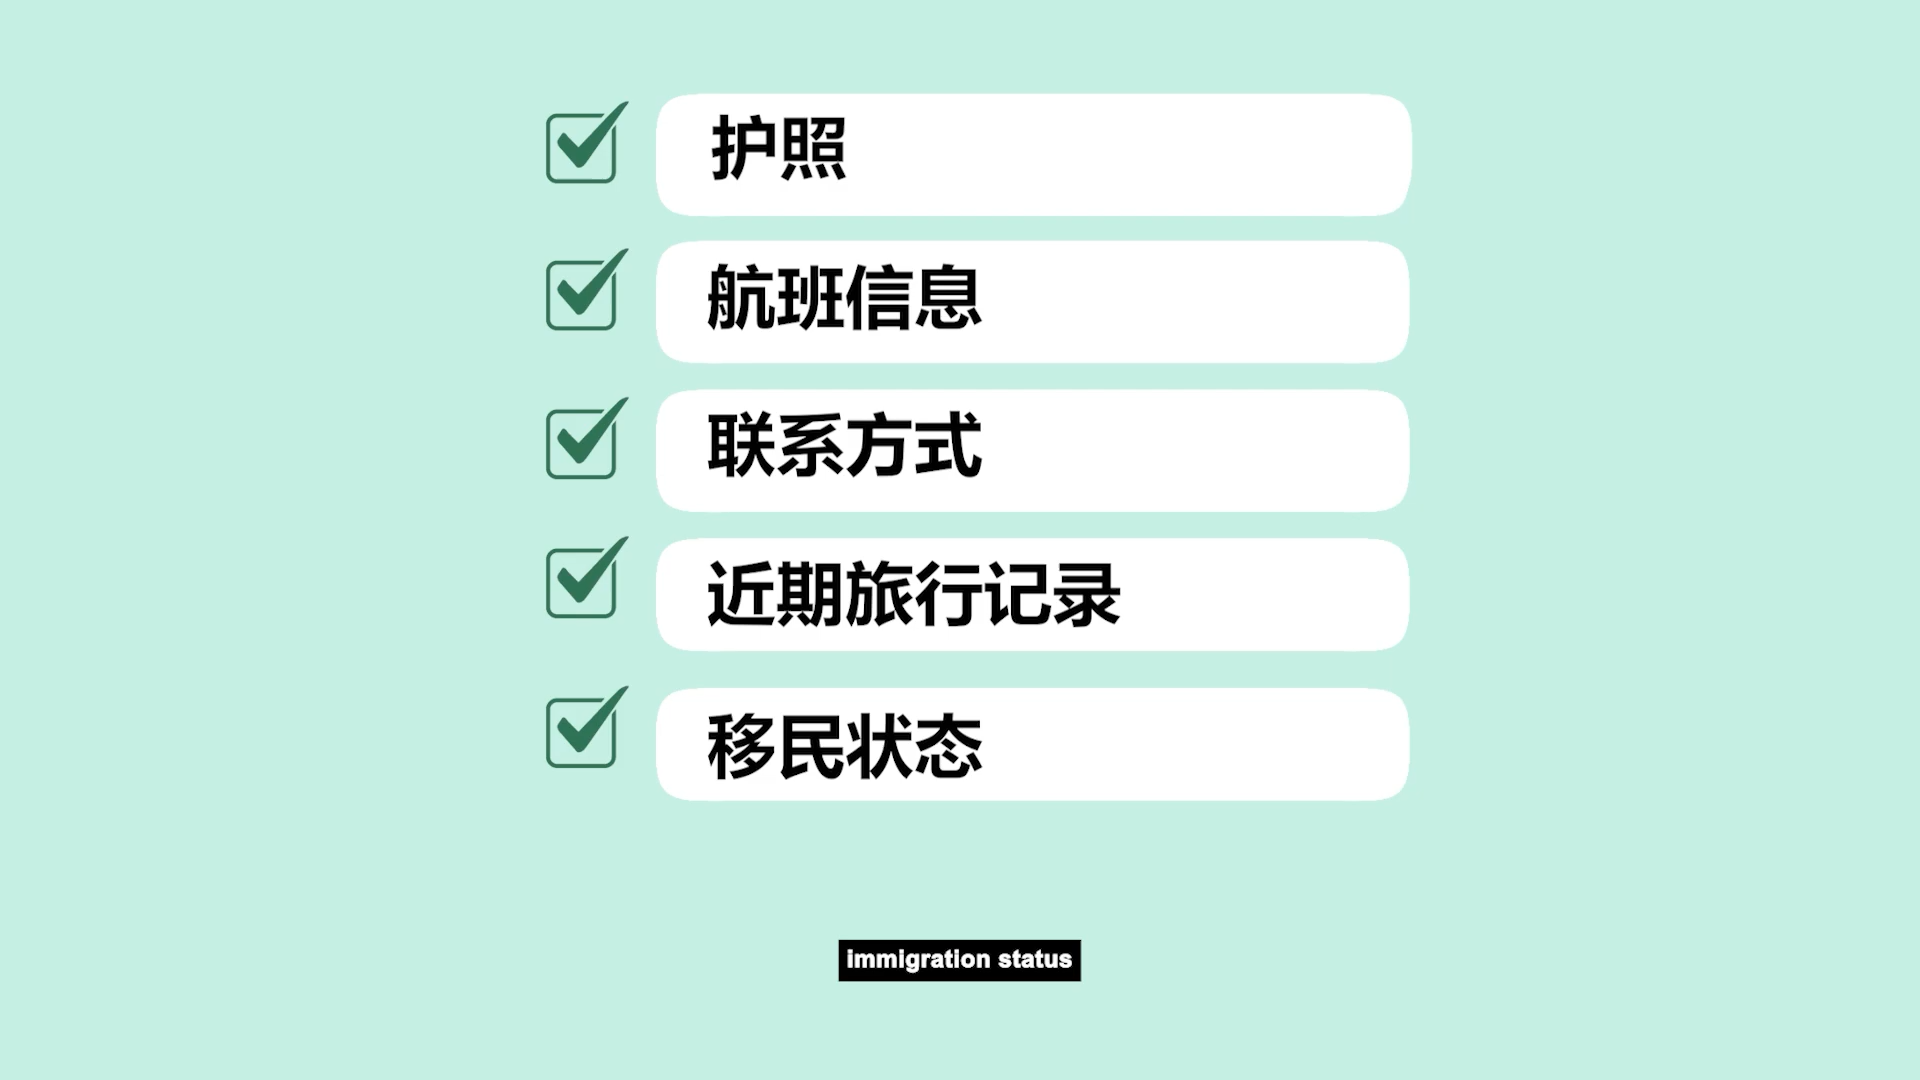 护照
航班信息
联系方式
近期旅行记录
移民状态
immigration status